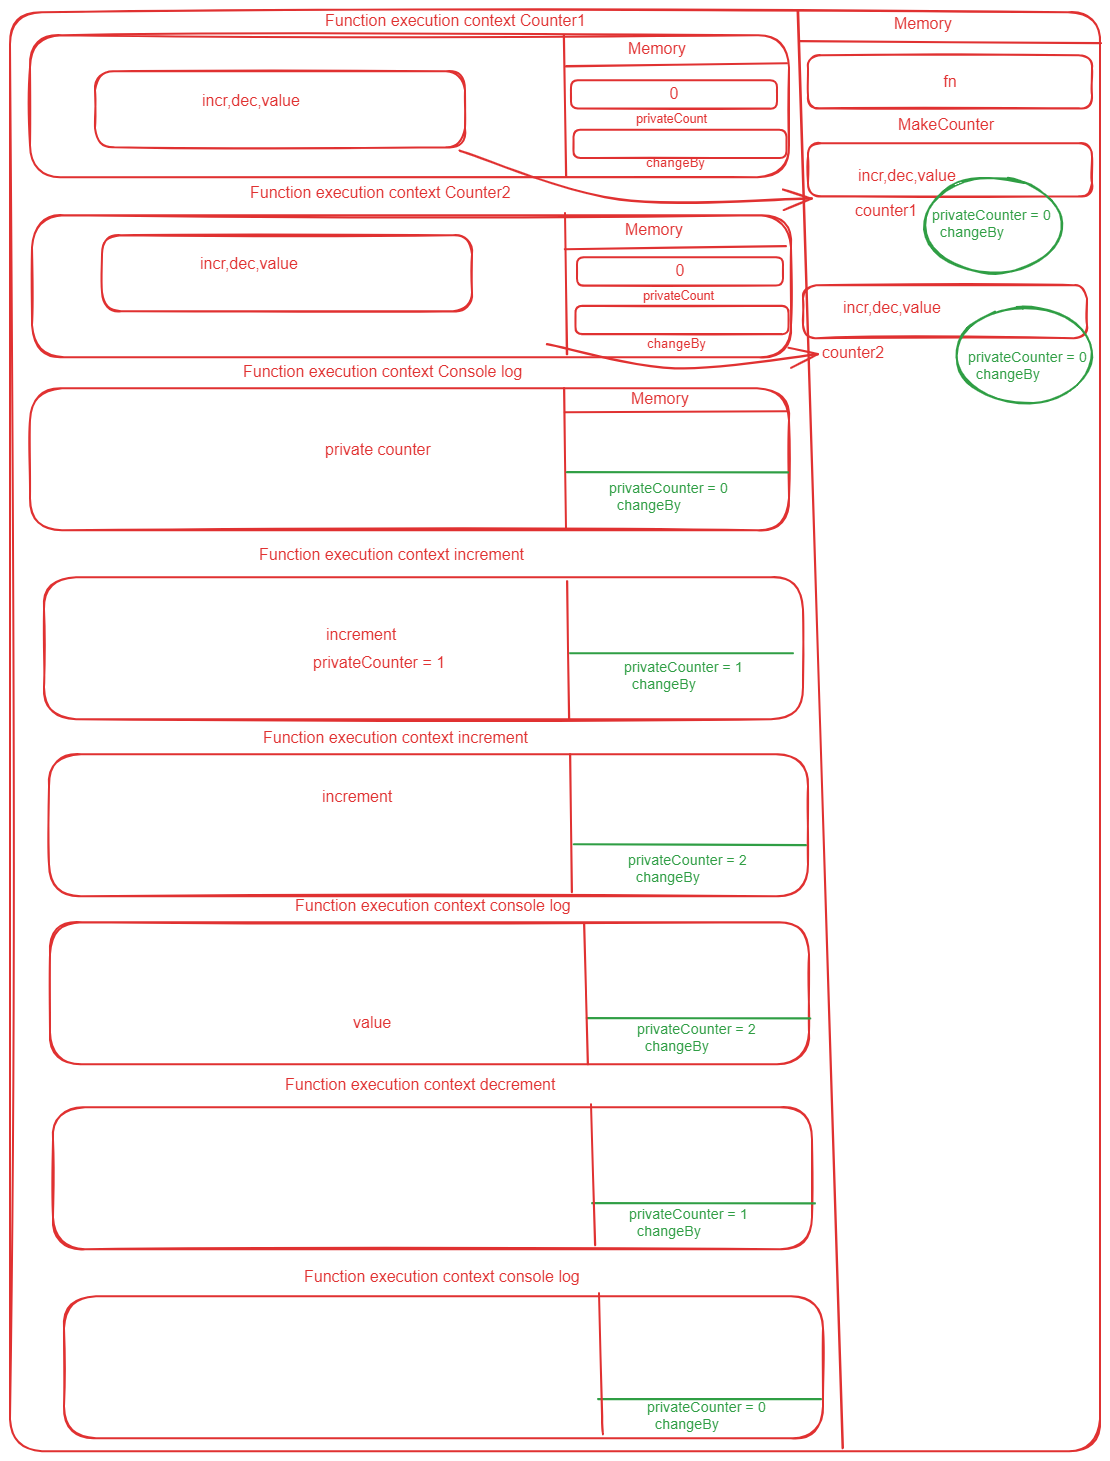 Function execution context Counter1
Memory
incr,dec,value
0
privateCount
changeBy
Function execution context Counter2
Memory
incr,dec,value
0
privateCount
changeBy
Function execution context Console log
Memory
private counter
privateCounter = 0
changeBy
Function execution context increment
increment
privateCounter = 1
privateCounter = 1
changeBy
Function execution context increment
increment
privateCounter = 2
changeBy
Function execution context console log
value
privateCounter = 2
changeBy
Function execution context decrement
privateCounter = 1
changeBy
Function execution context console log
privateCounter = 0
changeBy
Memory
fn
MakeCounter
incr,dec,value
counter1
privateCounter = 0
changeBy
incr,dec,value
counter2
privateCounter = 0
changeBy